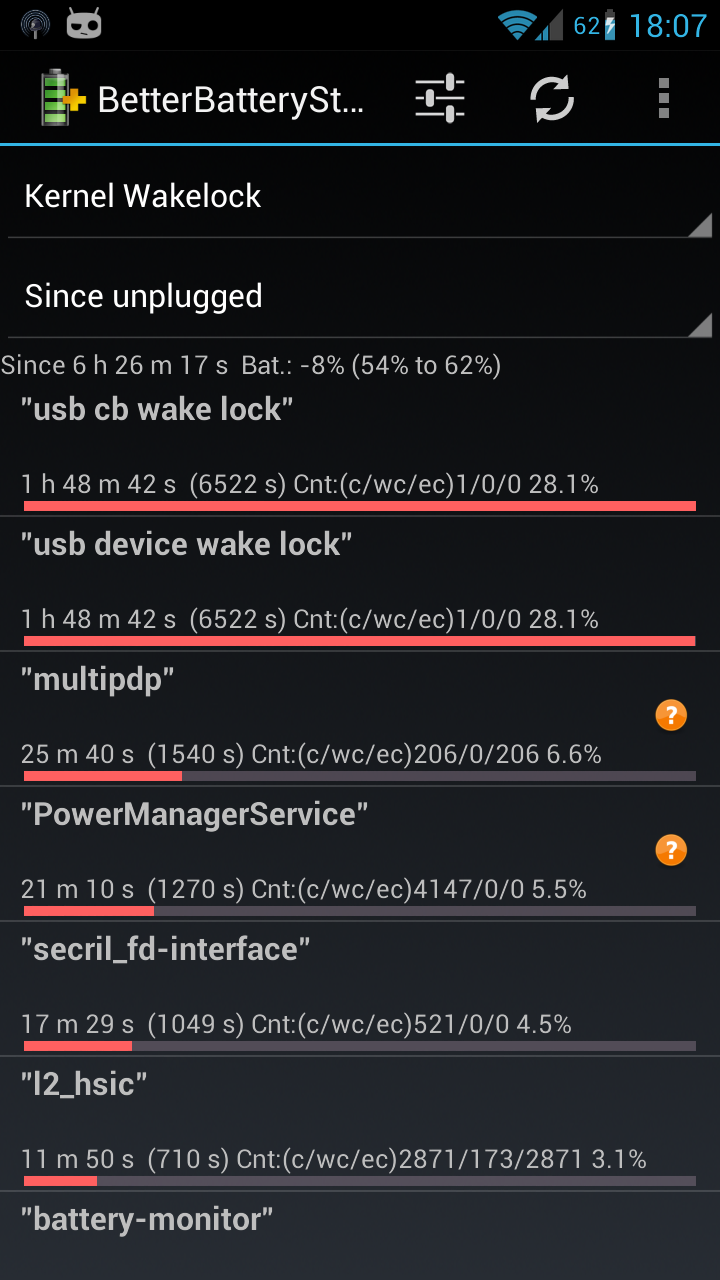 62 18:07
BetterBatterySt...
Kernel Wakelock
Since unplugged
Since 6 h 26 m 17 s  Bat.: -8% (54% to 62%)
"usb cb wake lock"
1 h 48 m 42 s  (6522 s) Cnt:(c/wc/ec)1/0/0 28.1%
"usb device wake lock"
1 h 48 m 42 s  (6522 s) Cnt:(c/wc/ec)1/0/0 28.1%
"multipdp"
?
25 m 40 s  (1540 s) Cnt:(c/wc/ec)206/0/206 6.6%
"PowerManagerService"
?
21 m 10 s  (1270 s) Cnt:(c/wc/ec)4147/0/0 5.5%
"secril_fd-interface"
17 m 29 s  (1049 s) Cnt:(c/wc/ec)521/0/0 4.5%
"l2_hsic"
11 m 50 s  (710 s) Cnt:(c/wc/ec)2871/173/2871 3.1%
"battery-monitor"